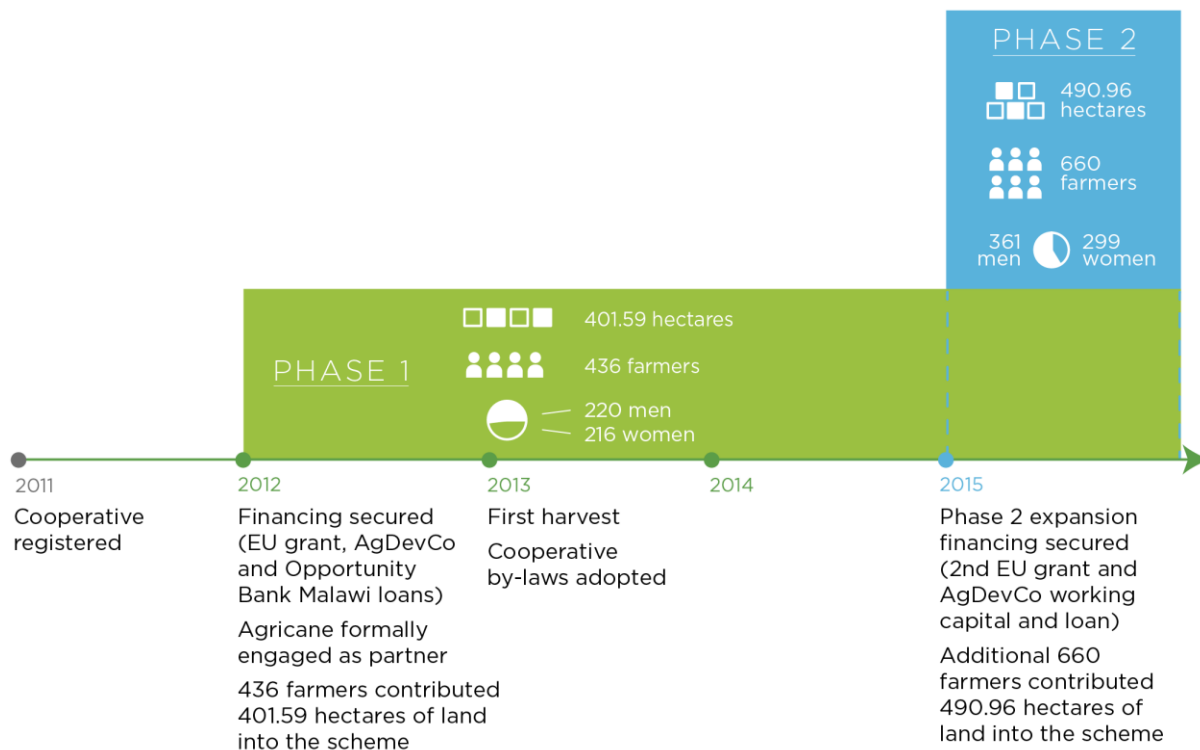 PHASE 2
490.96
hectares
660
farmers
361
men
299
women
PHASE 1
401.59 hectares
436 farmers
220 men
216 women
2011
Cooperative
registered
2012
Financing secured
(EU grant, AgDevCo
and Opportunity
Bank Malawi loans)
Agricane formally
engaged as partner
436 farmers contributed
401.59 hectares of land
into the scheme
2013
First harvest
Cooperative
by-laws adopted
2014
2015
Phase 2 expansion
financing secured
(2nd EU grant and
AgDevCo working
capital and loan)
Additional 660
farmers contributed
490.96 hectares of
land into the scheme